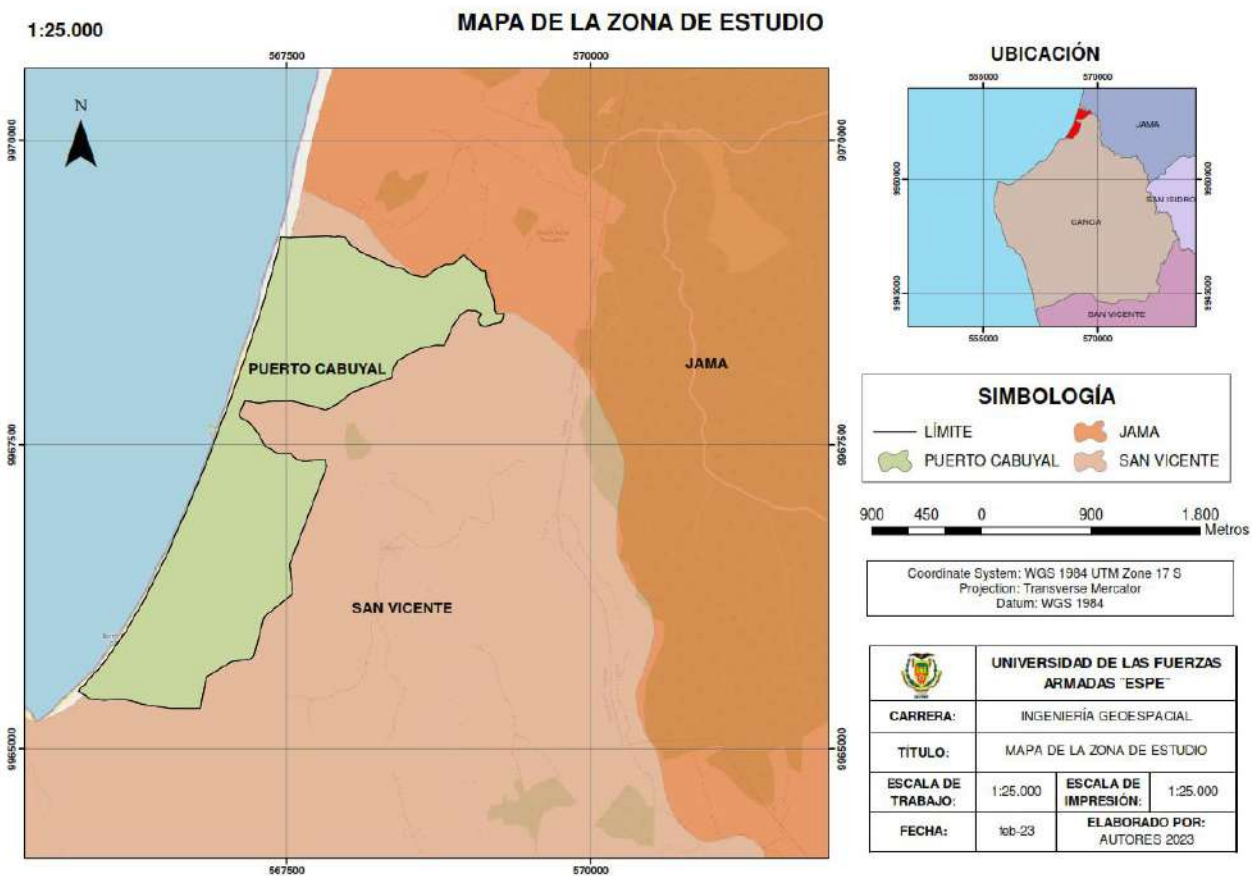 1:25.000
MAPA DE LA ZONA DE ESTUDIO
567500
570000
N
9970000
9970000
PUERTO CABUYAL
JAMA
9967500
9967500
SAN VICENTE
9965000
9965000
567500
570000
UBICACIÓN
555000
570000
JAMA
9960000
9960000
SAN ISIDRO
CANOA
9945000
9945000
SAN VICENTE
555000
570000
SIMBOLOGÍA
LÍMITE
JAMA
PUERTO CABUYAL
SAN VICENTE
900 450 0 900 1.800
Metros
Coordinate System: WGS 1984 UTM Zone 17 S
Projection: Transverse Mercator
Datum: WGS 1984
UNIVERSIDAD DE LAS FUERZAS
ARMADAS ¨ESPE¨
CARRERA: INGENIERÍA GEOESPACIAL
TÍTULO: MAPA DE LA ZONA DE ESTUDIO
ESCALA DE TRABAJO: 1:25.000 ESCALA DE IMPRESIÓN: 1:25.000
FECHA: feb-23 ELABORADO POR:
AUTORES 2023